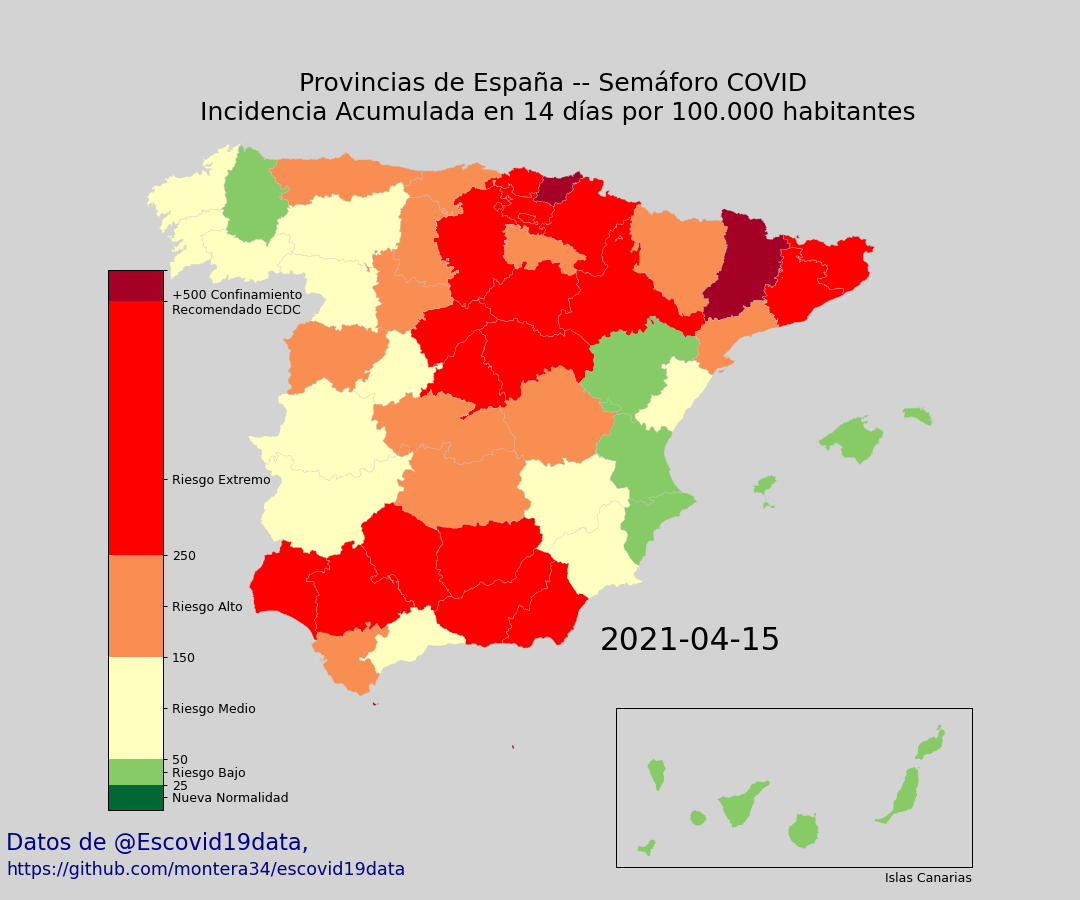 Provincias de España -- Semáforo COVID
Incidencia Acumulada en 14 días por 100.000 habitantes
+500 Confinamiento
Recomendado ECDC
Riesgo Extremo
250
Riesgo Alto
150
Riesgo Medio
50
Riesgo Bajo
25
Nueva Normalidad
2021-04-15
Islas Canarias
Datos de @Escovid19data,
https://github.com/montera34/escovid19data